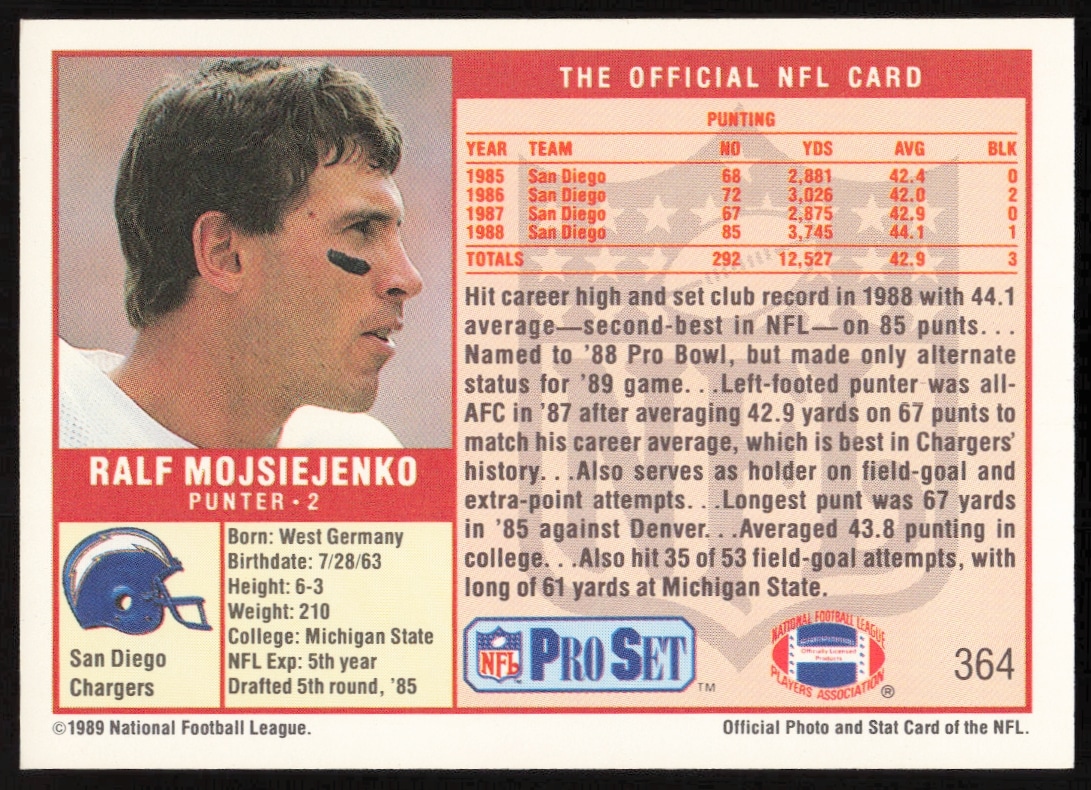 THE OFFICIAL NFL CARD
PUNTING
YEAR TEAM NO YDS AVG BLK
1985 San Diego 68 2,881 42.4 0
1986 San Diego 72 3,026 42.0 2
1987 San Diego 67 2,875 42.9 0
1988 San Diego 85 3,745 44.1 1
TOTALS 292 12,527 42.9 3
Hit career high and set club record in 1988 with 44.1
average—second-best in NFL—on 85 punts. . .
Named to '88 Pro Bowl, but made only alternate
status for '89 game. . .Left-footed punter was all-
AFC in '87 after averaging 42.9 yards on 67 punts to
match his career average, which is best in Chargers'
history. . .Also serves as holder on field-goal and
extra-point attempts. . .Longest punt was 67 yards
in '85 against Denver. . .Averaged 43.8 punting in
college. . .Also hit 35 of 53 field-goal attempts, with
long of 61 yards at Michigan State.
RALF MOJSIEJENKO
PUNTER • 2
San Diego
Chargers
Born: West Germany
Birthdate: 7/28/63
Height: 6-3
Weight: 210
College: Michigan State
NFL Exp: 5th year
Drafted 5th round, '85
NFL PRO SET TM
NATIONAL FOOTBALL LEAGUE
Officially Licensed
Products
PLAYERS ASSOCIATION ®
364
©1989 National Football League.
Official Photo and Stat Card of the NFL.